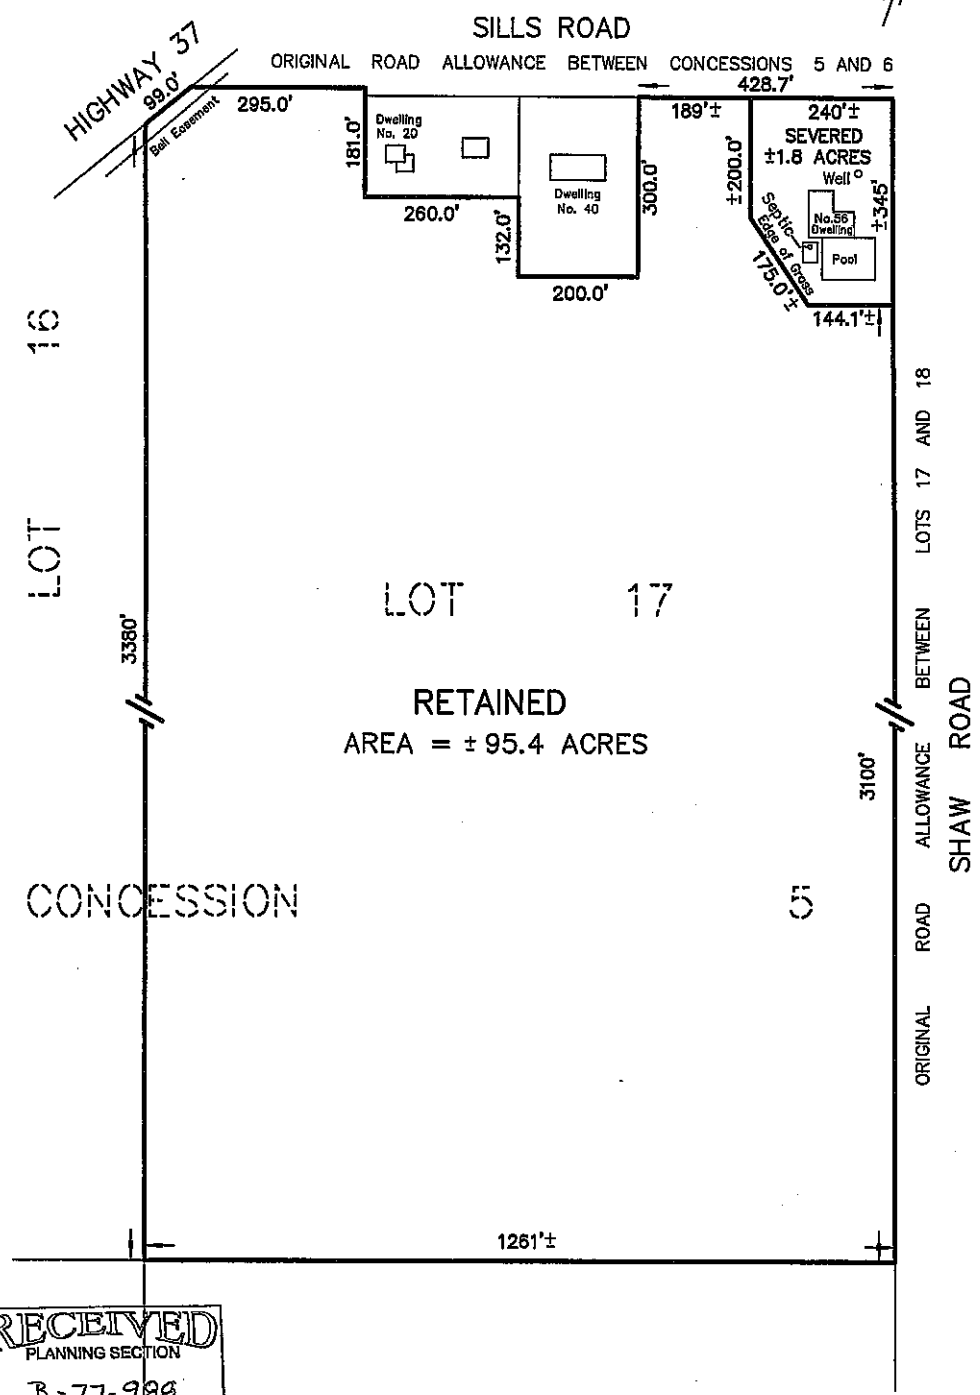 SILLS ROAD
ORIGINAL ROAD ALLOWANCE BETWEEN CONCESSIONS 5 AND 6
HIGHWAY 37
99.0'
Bell Easement
295.0'
428.7'
189'±
240'±
181.0'
Dwelling
No. 20
260.0'
132.0'
Dwelling
No. 40
200.0'
300.0'
±200.0'
SEVERED
±1.8 ACRES
Well
±345'
No.56
Dwelling
Pool
Septic
Edge of Grass
175.0'±
144.1'±
LOT 16
LOT 17
3380'
RETAINED
AREA = ±95.4 ACRES
3100'
ORIGINAL ROAD ALLOWANCE BETWEEN LOTS 17 AND 18
SHAW ROAD
CONCESSION 5
1261'±
RECEIVED
PLANNING SECTION